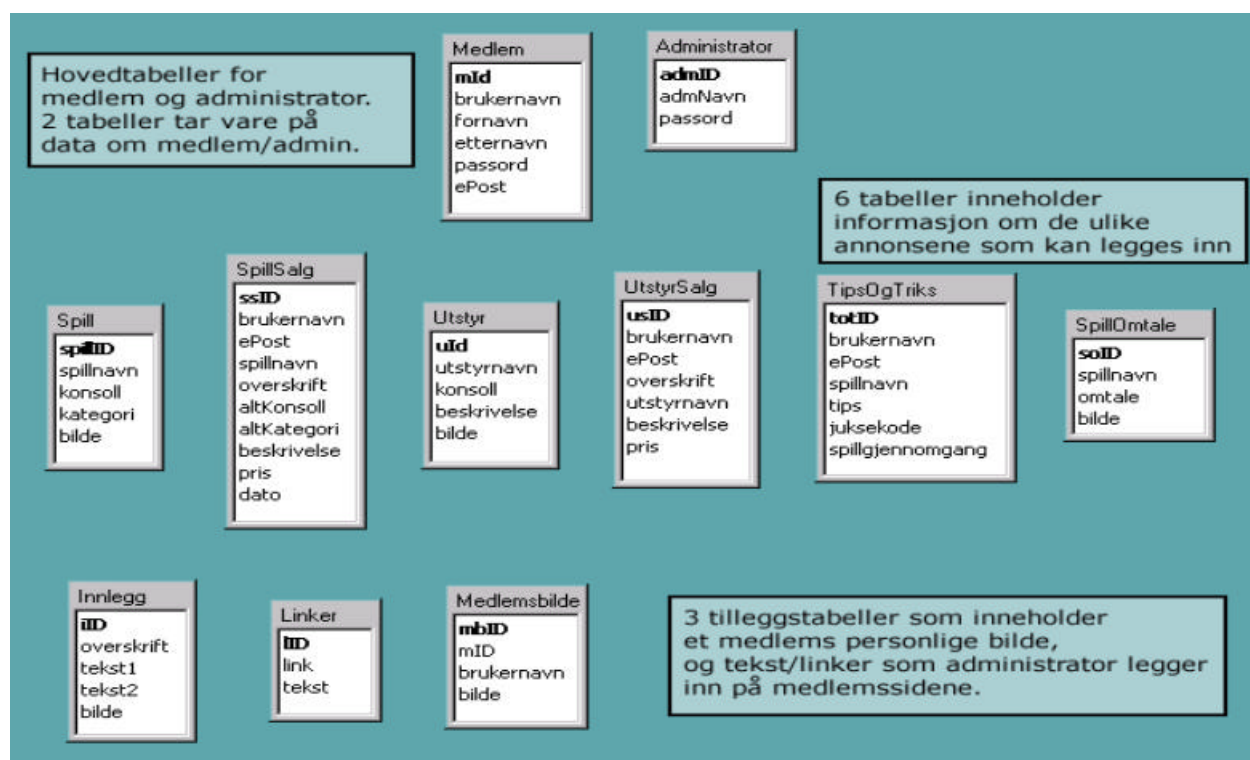 Hovedtabeller for
medlem og administrator.
2 tabeller tar vare på
data om medlem/admin.
Medlem
mId
brukernavn
fornavn
etternavn
passord
ePost
Administrator
admID
admNavn
passord
6 tabeller inneholder
informasjon om de ulike
annonsene som kan legges inn
Spill
spillID
spillnavn
konsoll
kategori
bilde
SpillSalg
ssID
brukernavn
ePost
spillnavn
overskrift
altKonsoll
altKategori
beskrivelse
pris
dato
Utstyr
uId
utstyrnavn
konsoll
beskrivelse
bilde
UtstyrSalg
usID
brukernavn
ePost
overskrift
utstyrnavn
beskrivelse
pris
TipsOgTriks
totID
brukernavn
ePost
spillnavn
tips
juksekode
spillgjennomgang
SpillOmtale
soID
spillnavn
omtale
bilde
Innlegg
iID
overskrift
tekst1
tekst2
bilde
Linker
lID
link
tekst
Medlemsbilde
mbID
mID
brukernavn
bilde
3 tilleggstabeller som inneholder
et medlems personlige bilde,
og tekst/linker som administrator legger
inn på medlemssidene.